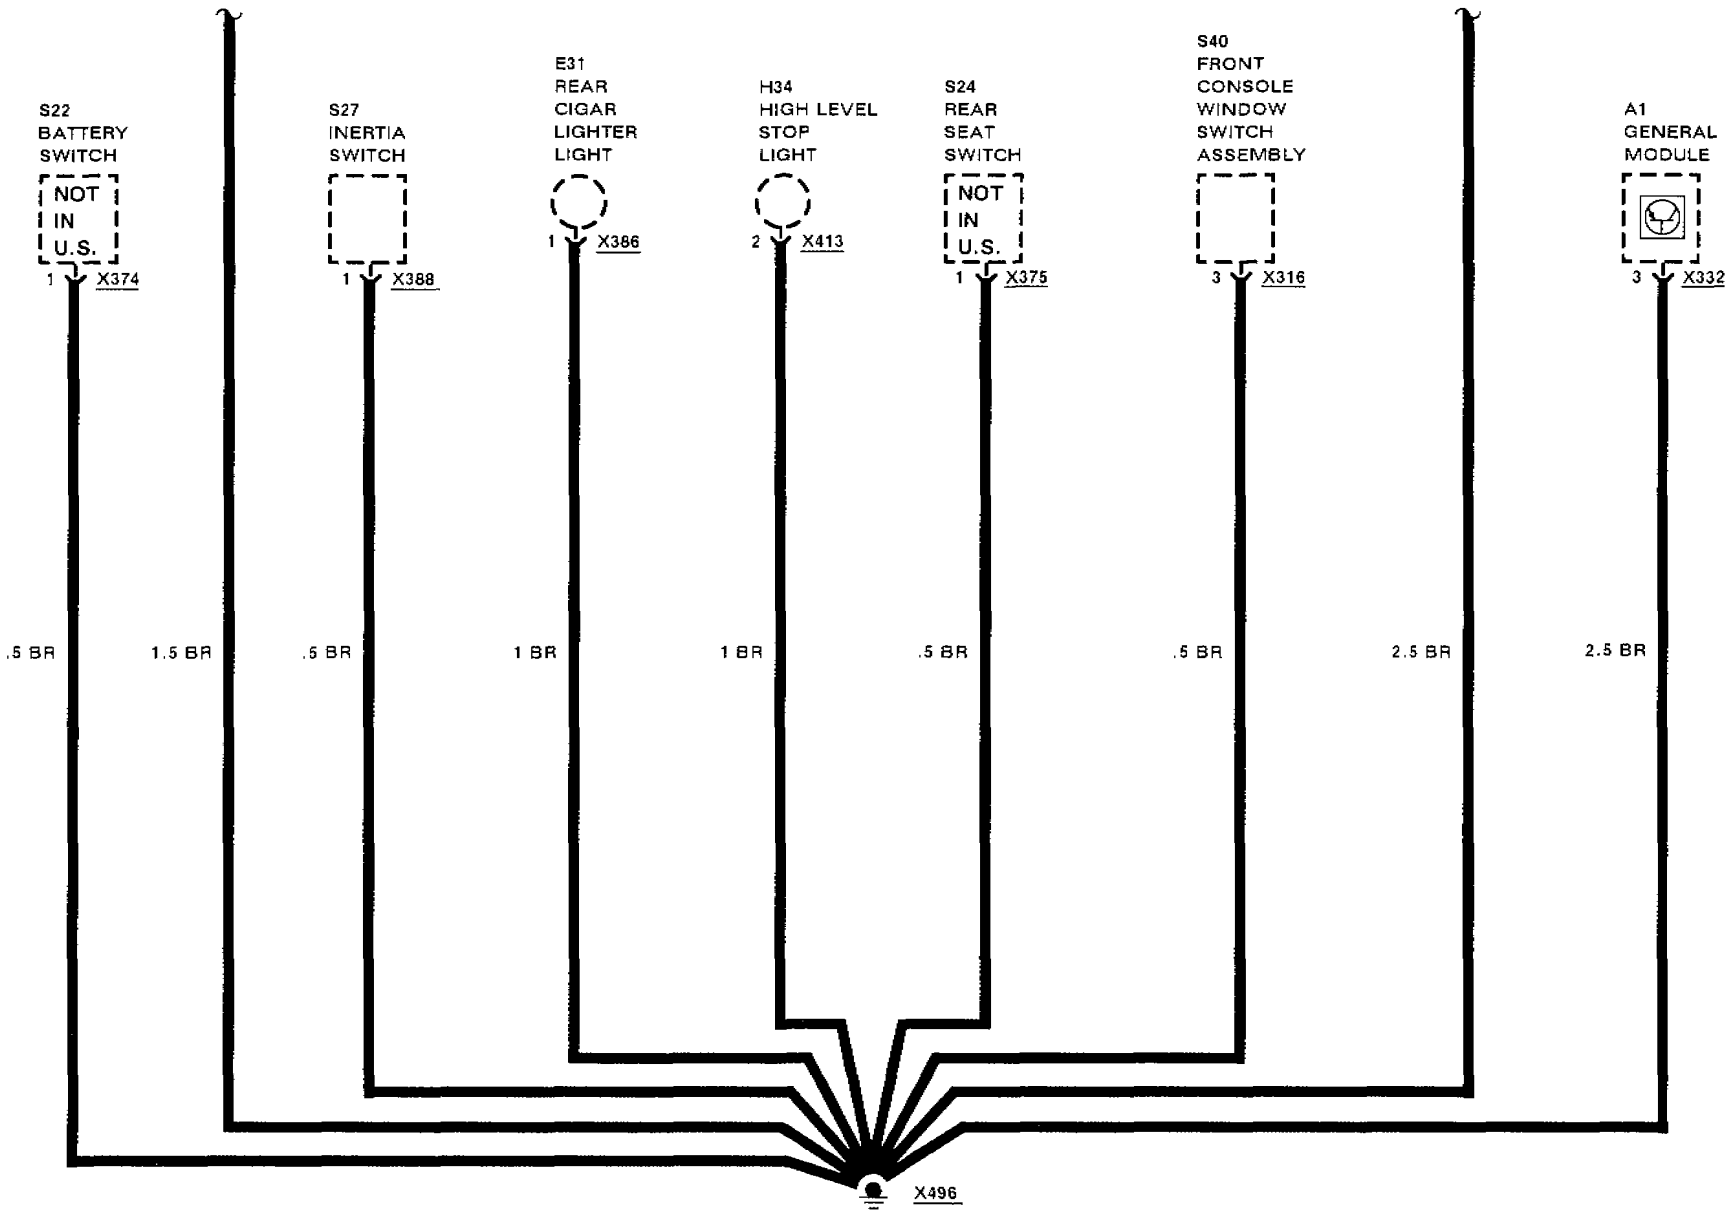 S22
BATTERY
SWITCH
NOT
IN
U.S.
1 X374
S27
INERTIA
SWITCH
1 X388
E31
REAR
CIGAR
LIGHTER
LIGHT
1 X386
H34
HIGH LEVEL
STOP
LIGHT
2 X413
S24
REAR
SEAT
SWITCH
NOT
IN
U.S.
1 X375
S40
FRONT
CONSOLE
WINDOW
SWITCH
ASSEMBLY
3 X316
A1
GENERAL
MODULE
3 X332
.5 BR
1.5 BR
.5 BR
1 BR
1 BR
.5 BR
.5 BR
2.5 BR
2.5 BR
X496